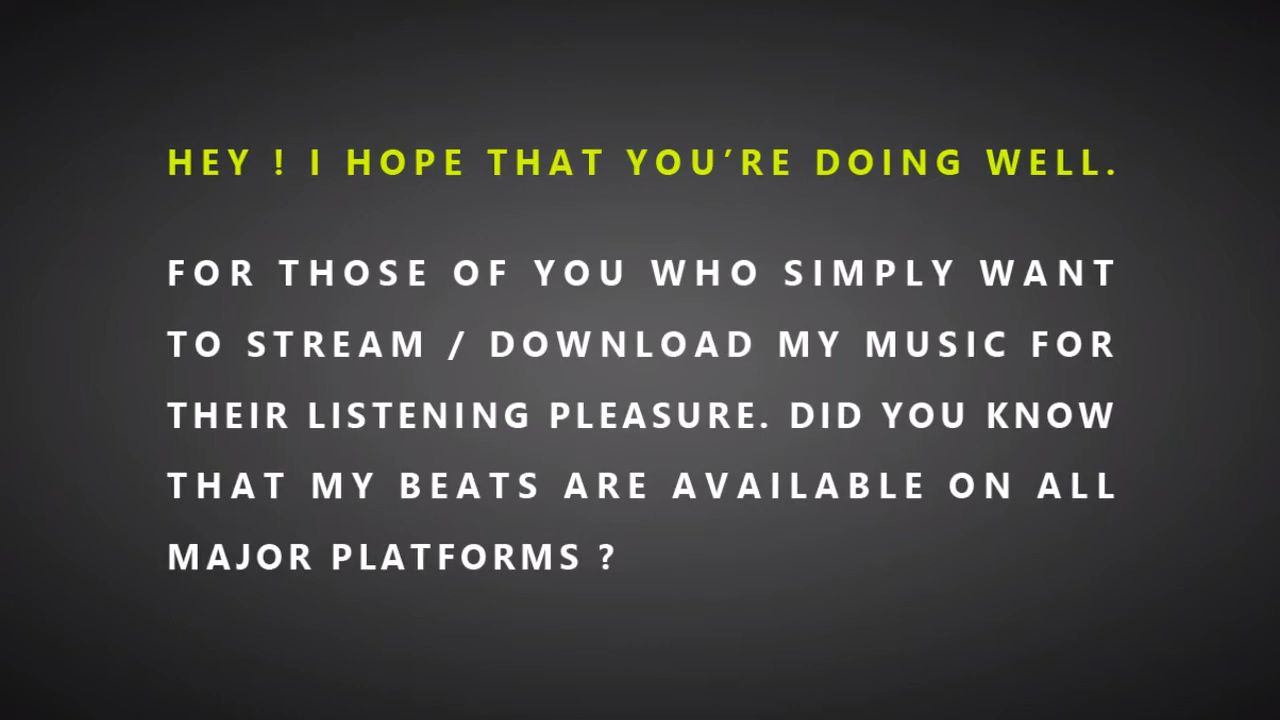 HEY ! I HOPE THAT YOU’RE DOING WELL.
FOR THOSE OF YOU WHO SIMPLY WANT
TO STREAM / DOWNLOAD MY MUSIC FOR
THEIR LISTENING PLEASURE. DID YOU KNOW
THAT MY BEATS ARE AVAILABLE ON ALL
MAJOR PLATFORMS ?